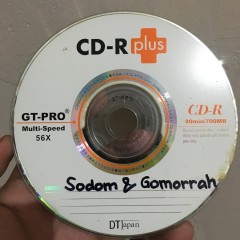 CD-R plus
GT-PRO®
Multi-Speed
56X
CD-R
80min/700MB
Sodom & Gomorrah
DTJapan